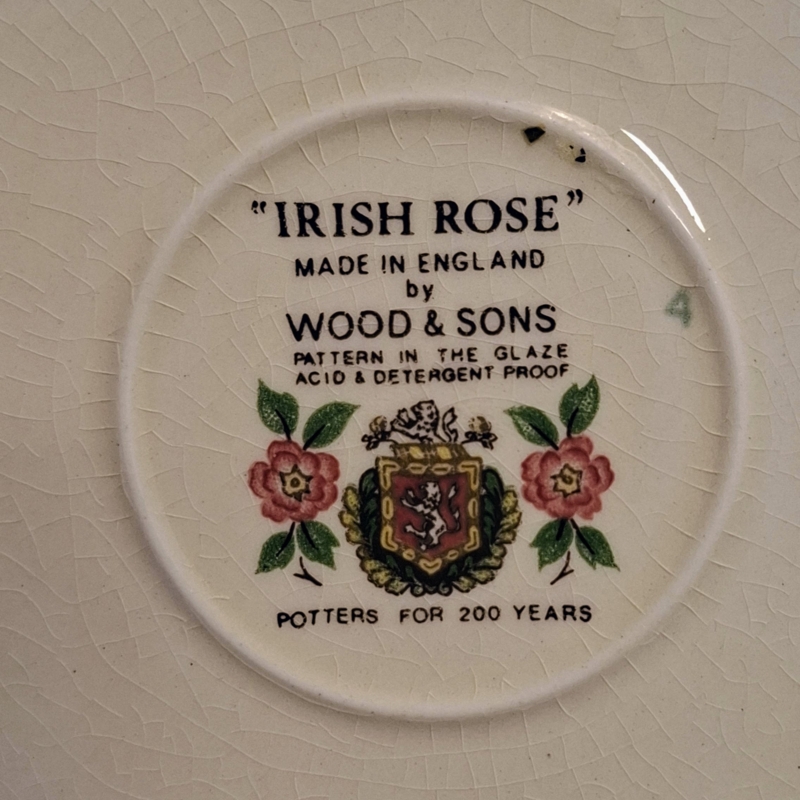 “IRISH ROSE”
MADE IN ENGLAND
by
WOOD & SONS
PATTERN IN THE GLAZE
ACID & DETERGENT PROOF
POTTERS FOR 200 YEARS
4